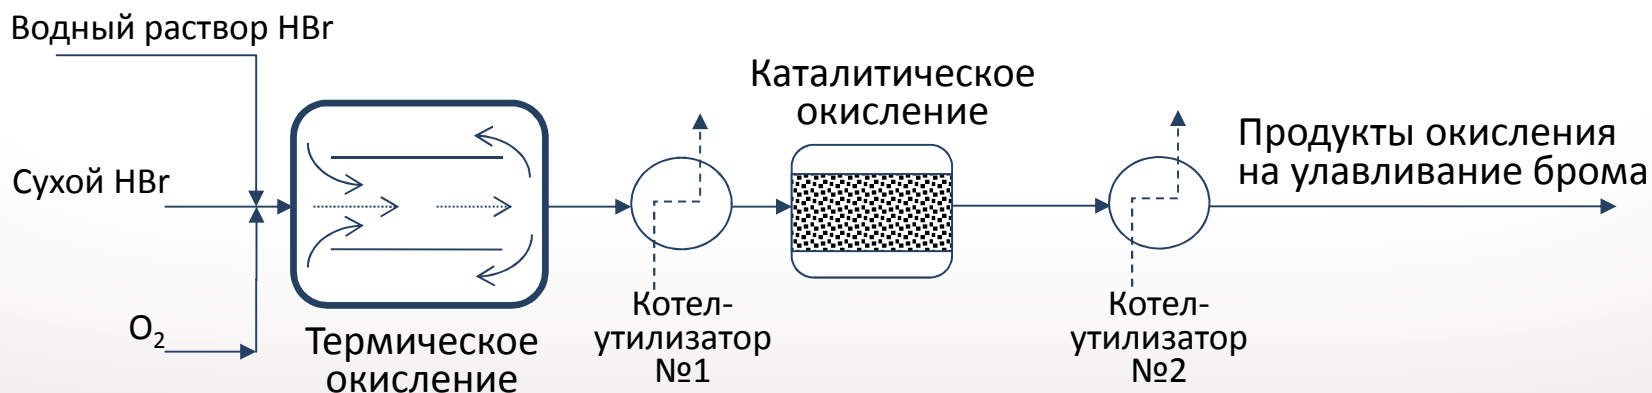 Водный раствор HBr
Сухой HBr
O₂
Термическое
окисление
Котел-
утилизатор
№1
Каталитическое
окисление
Котел-
утилизатор
№2
Продукты окисления
на улавливание брома